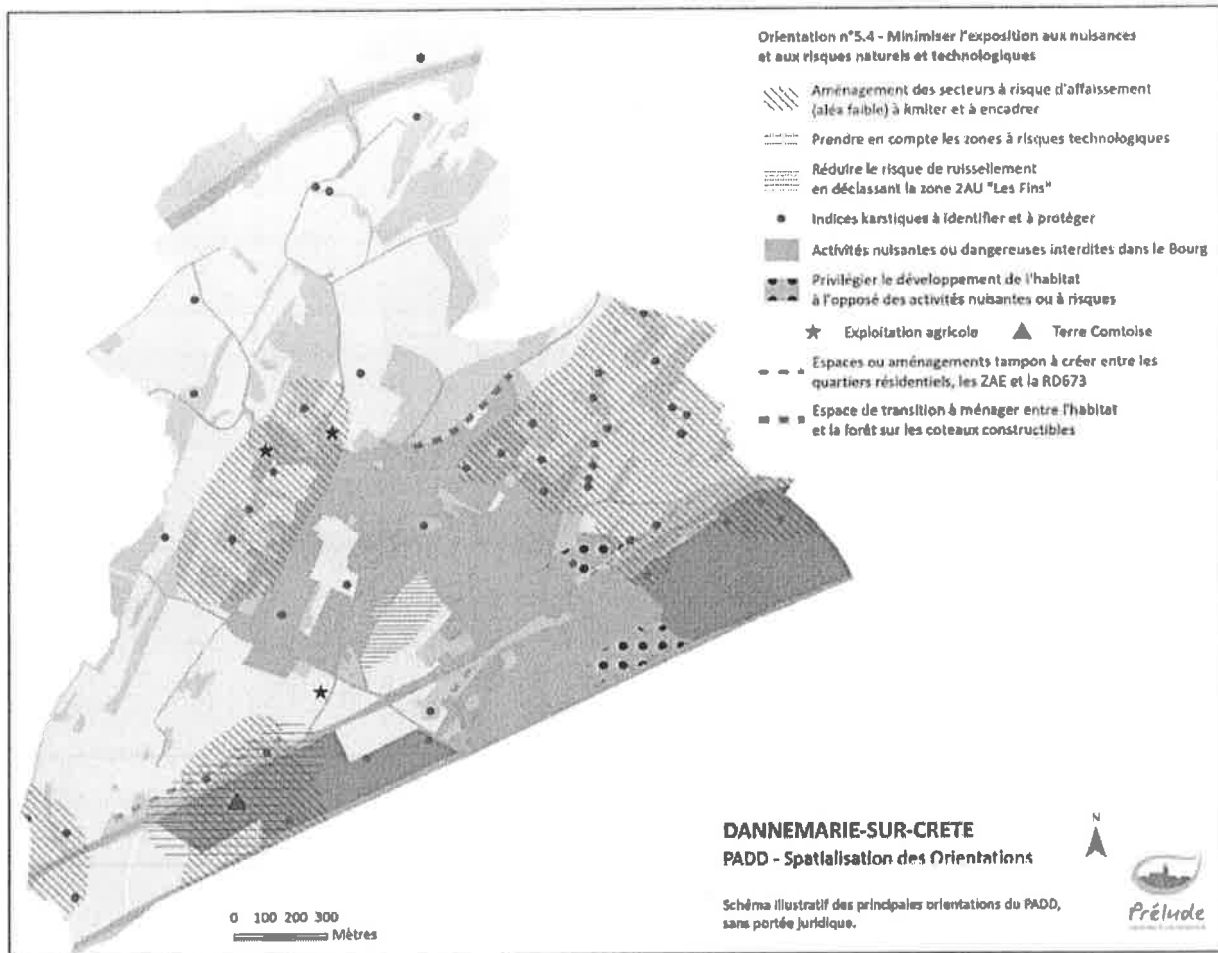 Orientation n°5.4 - Minimiser l'exposition aux nuisances
et aux risques naturels et technologiques
Aménagement des secteurs à risque d'affaissement
(aléa faible) à limiter et à encadrer
Prendre en compte les zones à risques technologiques
Réduire le risque de ruissellement
en déclassant la zone 2AU "Les Fins"
Indices karstiques à identifier et à protéger
Activités nuisantes ou dangereuses interdites dans le Bourg
Privilégier le développement de l'habitat
à l'opposé des activités nuisantes ou à risques
Exploitation agricole
Terre Comtoise
Espaces ou aménagements tampon à créer entre les
quartiers résidentiels, les ZAE et la RD673
Espace de transition à ménager entre l'habitat
et la forêt sur les coteaux constructibles
DANNEMARIE-SUR-CRETE
PADD - Spatialisation des Orientations
N
Schéma illustratif des principales orientations du PADD,
sans portée juridique.
Prélude
0 100 200 300
Mètres